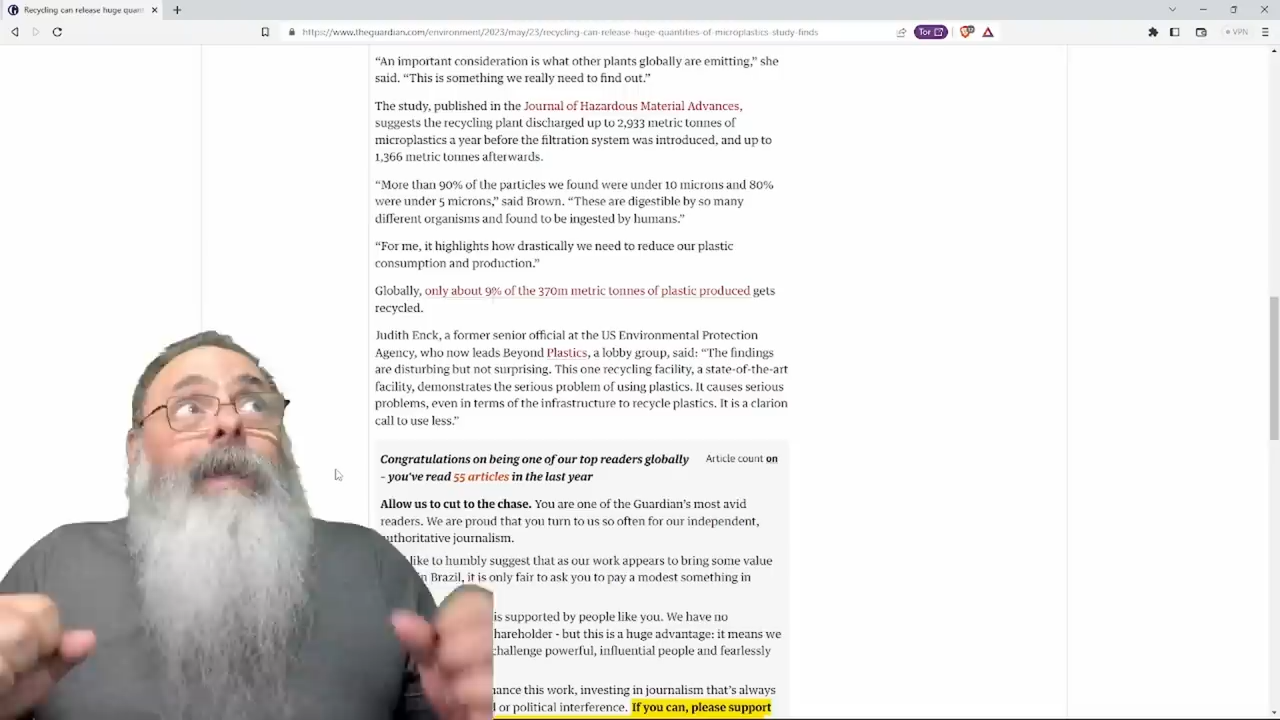 Recycling can release huge quant
https://www.theguardian.com/environment/2023/may/23/recycling-can-release-huge-quantities-of-microplastics-study-finds
Tor
VPN
“An important consideration is what other plants globally are emitting,” she
said. “This is something we really need to find out.”
The study, published in the Journal of Hazardous Material Advances,
suggests the recycling plant discharged up to 2,933 metric tonnes of
microplastics a year before the filtration system was introduced, and up to
1,366 metric tonnes afterwards.
“More than 90% of the particles we found were under 10 microns and 80%
were under 5 microns,” said Brown. “These are digestible by so many
different organisms and found to be ingested by humans.”
“For me, it highlights how drastically we need to reduce our plastic
consumption and production.”
Globally, only about 9% of the 370m metric tonnes of plastic produced gets
recycled.
Judith Enck, a former senior official at the US Environmental Protection
Agency, who now leads Beyond Plastics, a lobby group, said: “The findings
are disturbing but not surprising. This one recycling facility, a state-of-the-art
facility, demonstrates the serious problem of using plastics. It causes serious
problems, even in terms of the infrastructure to recycle plastics. It is a clarion
call to use less.”
Congratulations on being one of our top readers globally
– you've read 55 articles in the last year
Article count on
Allow us to cut to the chase. You are one of the Guardian's most avid
readers. We are proud that you turn to us so often for our independent,
authoritative journalism.
like to humbly suggest that as our work appears to bring some value
in Brazil, it is only fair to ask you to pay a modest something in
is supported by people like you. We have no
shareholder - but this is a huge advantage: it means we
challenge powerful, influential people and fearlessly
this work, investing in journalism that's always
or political interference. If you can, please support